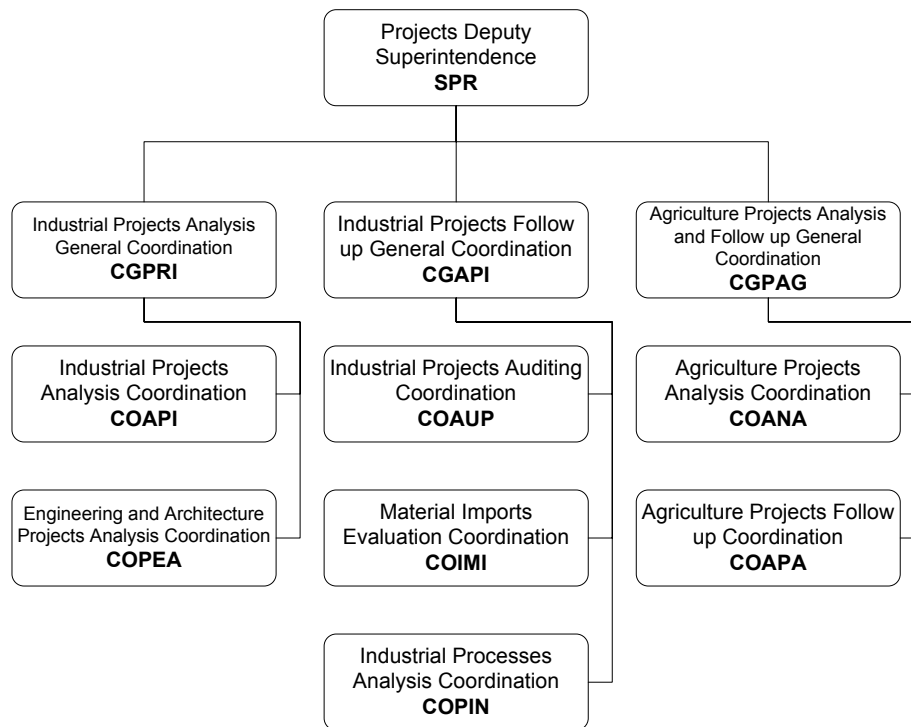 Projects Deputy
Superintendence
SPR
Industrial Projects Analysis
General Coordination
CGPRI
Industrial Projects Follow
up General Coordination
CGAPI
Agriculture Projects Analysis
and Follow up General
Coordination
CGPAG
Industrial Projects
Analysis Coordination
COAPI
Industrial Projects Auditing
Coordination
COAUP
Agriculture Projects
Analysis Coordination
COANA
Engineering and Architecture
Projects Analysis Coordination
COPEA
Material Imports
Evaluation Coordination
COIMI
Agriculture Projects Follow
up Coordination
COAPA
Industrial Processes
Analysis Coordination
COPIN